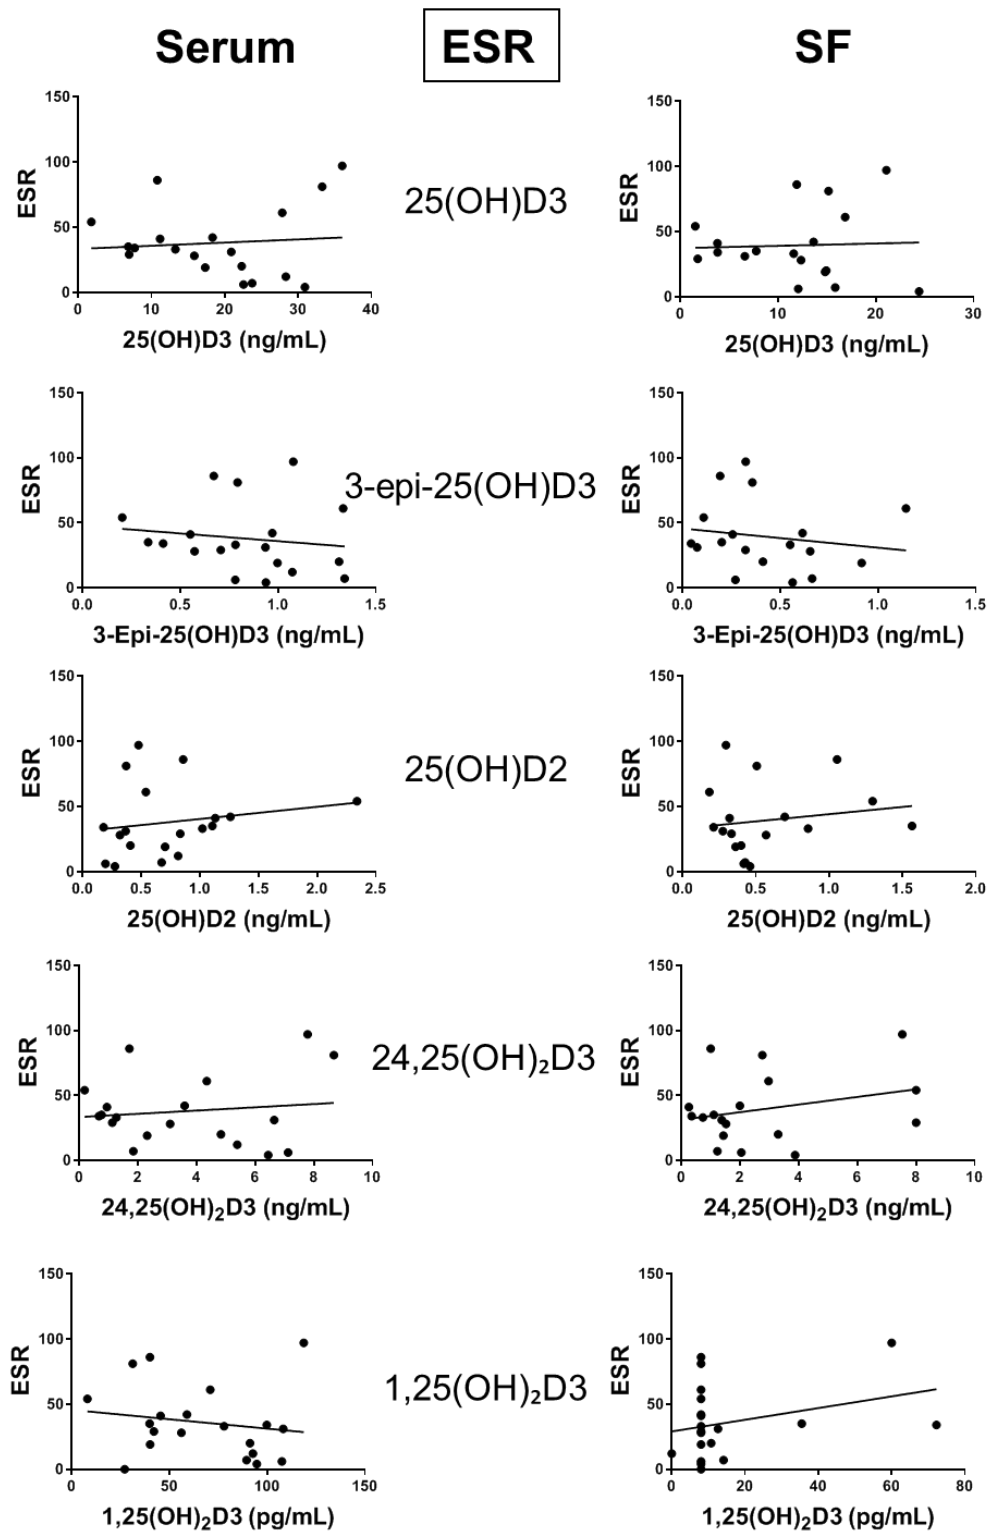 Serum ESR SF
150
100
50
0
ESR
0 10 20 30 40
25(OH)D3 (ng/mL)
25(OH)D3
150
100
50
0
ESR
0 10 20 30
25(OH)D3 (ng/mL)
150
100
50
0
ESR
0.0 0.5 1.0 1.5
3-Epi-25(OH)D3 (ng/mL)
3-epi-25(OH)D3
150
100
50
0
ESR
0.0 0.5 1.0 1.5
3-Epi-25(OH)D3 (ng/mL)
150
100
50
0
ESR
0.0 0.5 1.0 1.5 2.0 2.5
25(OH)D2 (ng/mL)
25(OH)D2
150
100
50
0
ESR
0.0 0.5 1.0 1.5 2.0
25(OH)D2 (ng/mL)
150
100
50
0
ESR
0 2 4 6 8 10
24,25(OH)₂D3 (ng/mL)
24,25(OH)₂D3
150
100
50
0
ESR
0 2 4 6 8 10
24,25(OH)₂D3 (ng/mL)
150
100
50
0
ESR
0 50 100 150
1,25(OH)₂D3 (pg/mL)
1,25(OH)₂D3
150
100
50
0
ESR
0 20 40 60 80
1,25(OH)₂D3 (pg/mL)